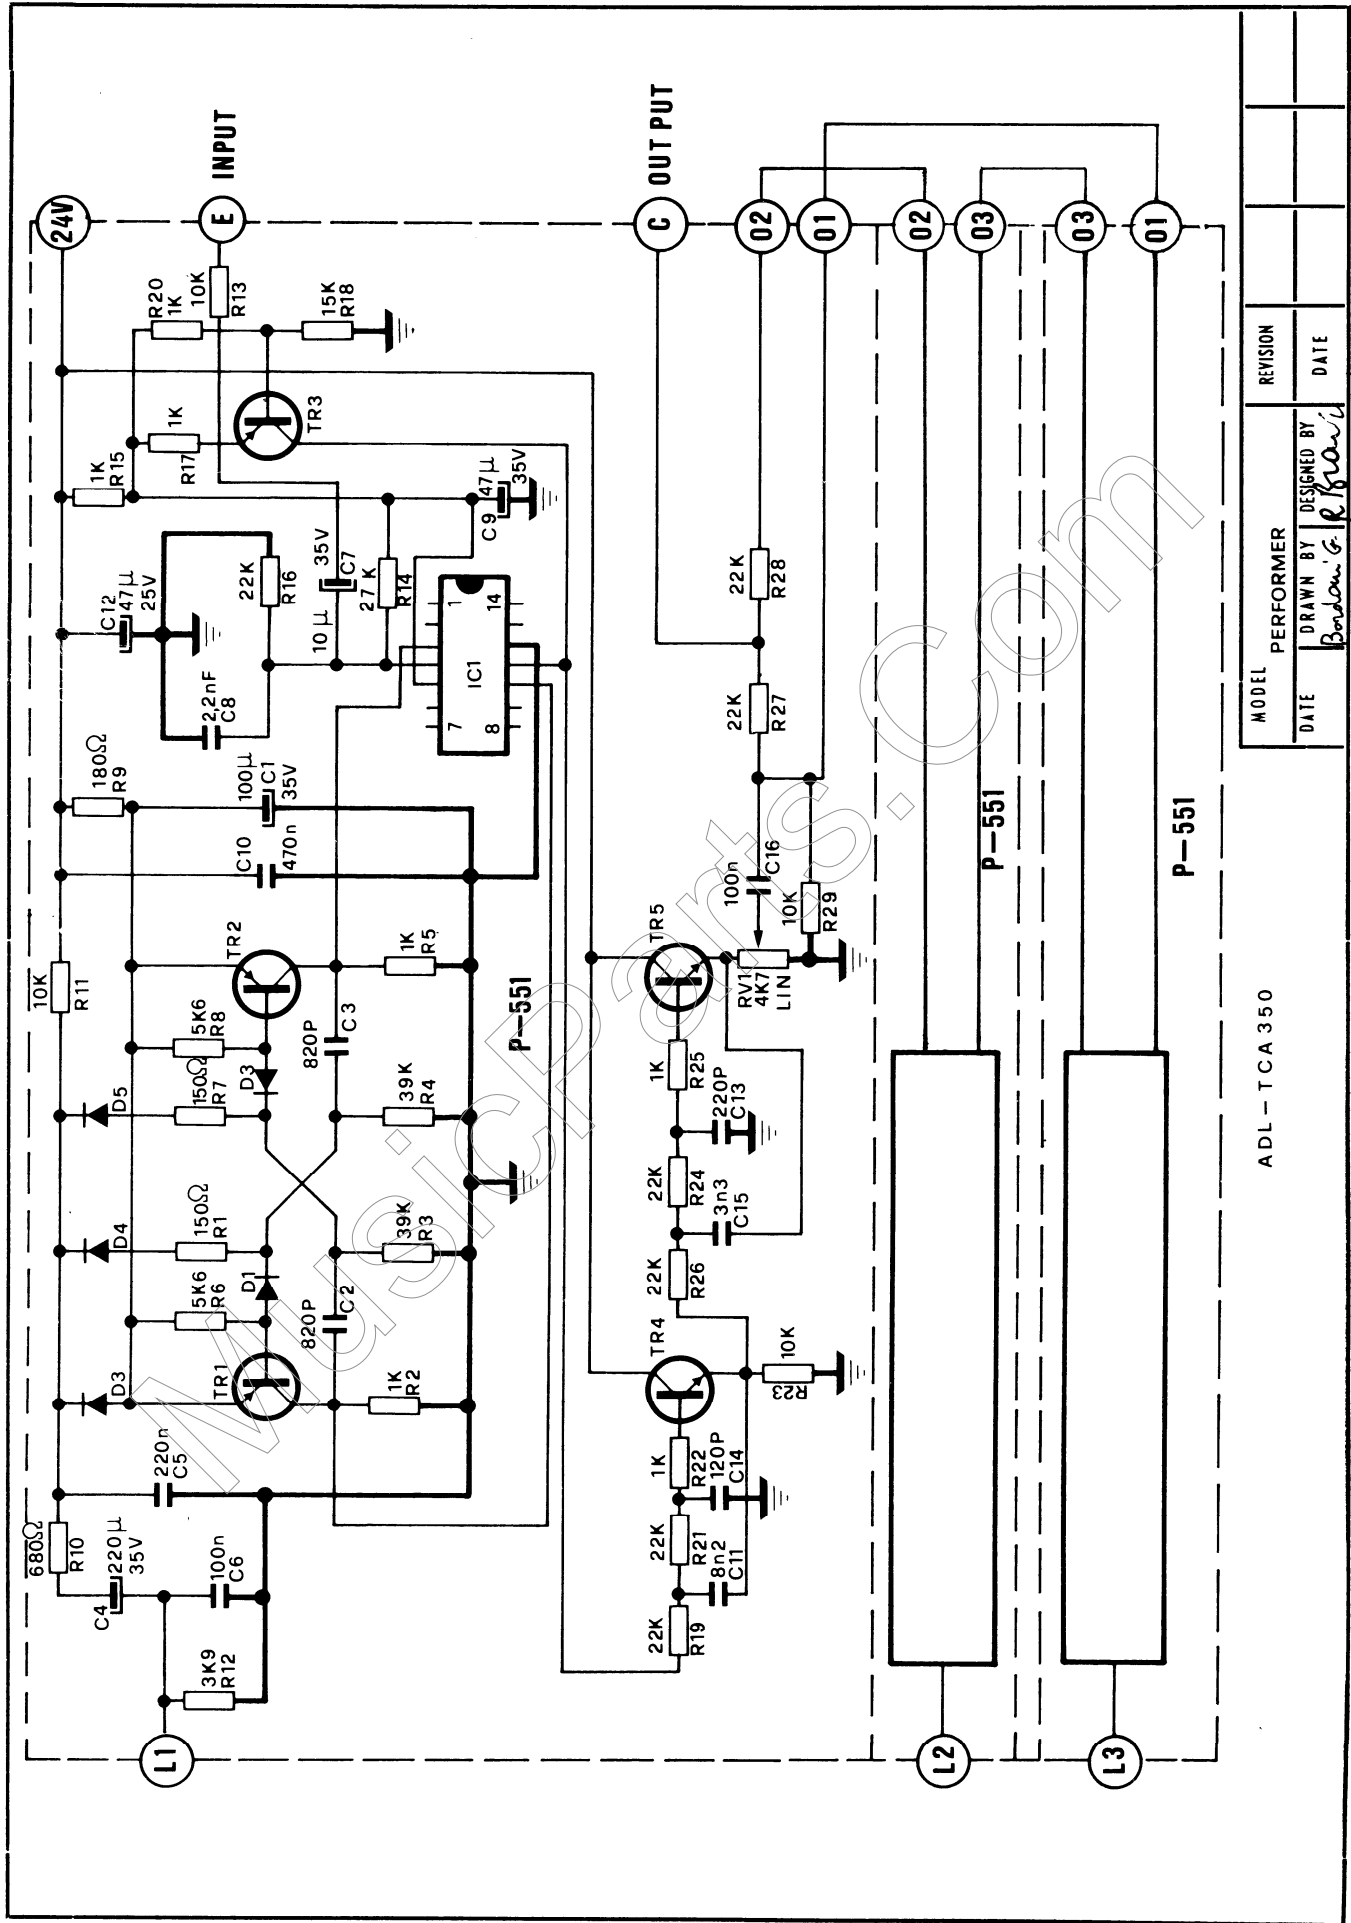 24V
E INPUT
R20
1K
10K
R13
15K
R18
1K
R15
1K
R17
TR3
47µ
35V
C9
C12
47µ
25V
22K
R16
35V
C7
10µ
27K
R14
2,2nF
C8
1
14
IC1
7
8
180Ω
R9
100µ
C1
35V
C10
470n
10K
R11
TR2
1K
R5
5K6
R8
D3
820P
C3
P-551
D5
150Ω
R7
39K
R4
D4
150Ω
R1
39K
R3
5K6
R6
D1
820P
C2
D3
TR1
1K
R2
220n
C5
680Ω
R10
220µ
35V
C4
100n
C6
3K9
R12
L1
C OUTPUT
02
01
22K
R28
22K
R27
100n
C16
10K
R29
TR5
RV1
4K7
LIN
1K
R25
220P
C13
22K
R24
3n3
C15
22K
R26
TR4
10K
R23
1K
R22
120P
C14
22K
R21
8n2
C11
22K
R19
02
03
P-551
L2
03
01
P-551
L3
ADL-TCA350
MODEL
PERFORMER
REVISION
DATE
DRAWN BY
DESIGNED BY
DATE
MusicParts.Com